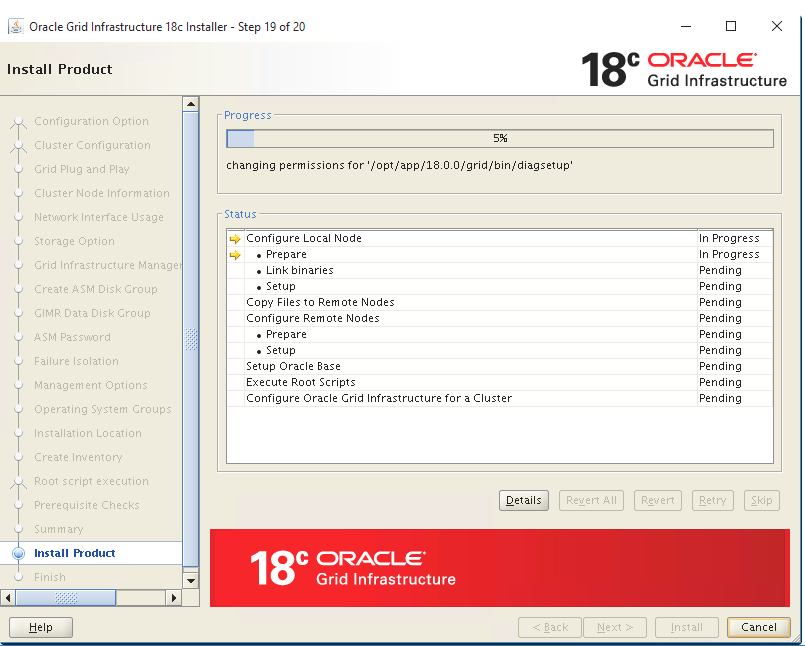 Oracle Grid Infrastructure 18c Installer - Step 19 of 20
Install Product
18c ORACLE®
Grid Infrastructure
Configuration Option
Cluster Configuration
Grid Plug and Play
Cluster Node Information
Network Interface Usage
Storage Option
Grid Infrastructure Manager
Create ASM Disk Group
GIMR Data Disk Group
ASM Password
Failure Isolation
Management Options
Operating System Groups
Installation Location
Create Inventory
Root script execution
Prerequisite Checks
Summary
Install Product
Finish
Progress
5%
changing permissions for '/opt/app/18.0.0/grid/bin/diagsetup'
Status
Configure Local Node In Progress
• Prepare In Progress
• Link binaries Pending
• Setup Pending
Copy Files to Remote Nodes Pending
Configure Remote Nodes Pending
• Prepare Pending
• Setup Pending
Setup Oracle Base Pending
Execute Root Scripts Pending
Configure Oracle Grid Infrastructure for a Cluster Pending
Details Revert All Revert Retry Skip
18c ORACLE®
Grid Infrastructure
Help < Back Next > Install Cancel